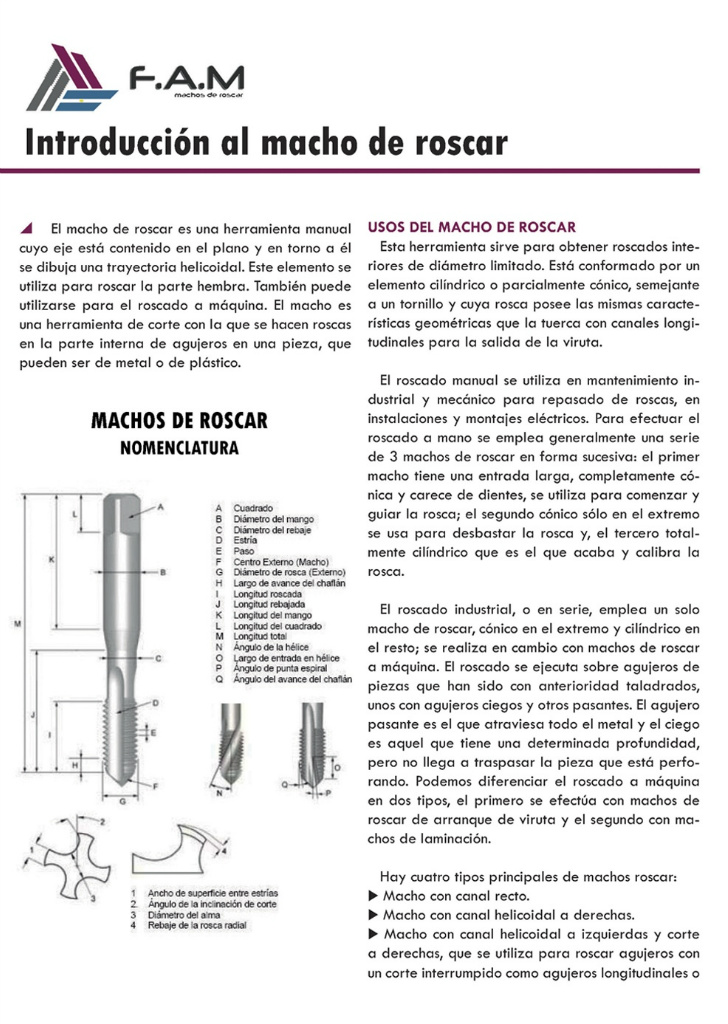 F.A.M
machos de roscar
Introducción al macho de roscar
El macho de roscar es una herramienta manual
cuyo eje está contenido en el plano y en torno a él
se dibuja una trayectoria helicoidal. Este elemento se
utiliza para roscar la parte hembra. También puede
utilizarse para el roscado a máquina. El macho es
una herramienta de corte con la que se hacen roscas
en la parte interna de agujeros en una pieza, que
pueden ser de metal o de plástico.
MACHOS DE ROSCAR
NOMENCLATURA
A Cuadrado
B Diámetro del mango
C Diámetro del rebaje
D Estría
E Paso
F Centro Externo (Macho)
G Diámetro de rosca (Externo)
H Largo de avance del chaflán
I Longitud roscada
J Longitud rebajada
K Longitud del mango
L Longitud del cuadrado
M Longitud total
N Ángulo de la hélice
O Largo de entrada en hélice
P Ángulo de punta espiral
Q Ángulo del avance del chaflán
L
A
K
B
M
C
J
D
I
E
H
F
G
N
O
Q
P
1
2
3
4
1 Ancho de superficie entre estrías
2. Ángulo de la inclinación de corte
3 Diámetro del alma
4 Rebaje de la rosca radial
USOS DEL MACHO DE ROSCAR
Esta herramienta sirve para obtener roscados inte-
riores de diámetro limitado. Está conformado por un
elemento cilíndrico o parcialmente cónico, semejante
a un tornillo y cuya rosca posee las mismas caracte-
rísticas geométricas que la tuerca con canales longi-
tudinales para la salida de la viruta.
El roscado manual se utiliza en mantenimiento in-
dustrial y mecánico para repasado de roscas, en
instalaciones y montajes eléctricos. Para efectuar el
roscado a mano se emplea generalmente una serie
de 3 machos de roscar en forma sucesiva: el primer
macho tiene una entrada larga, completamente có-
nica y carece de dientes, se utiliza para comenzar y
guiar la rosca; el segundo cónico sólo en el extremo
se usa para desbastar la rosca y, el tercero total-
mente cilíndrico que es el que acaba y calibra la
rosca.
El roscado industrial, o en serie, emplea un solo
macho de roscar, cónico en el extremo y cilíndrico en
el resto; se realiza en cambio con machos de roscar
a máquina. El roscado se ejecuta sobre agujeros de
piezas que han sido con anterioridad taladrados,
unos con agujeros ciegos y otros pasantes. El agujero
pasante es el que atraviesa todo el metal y el ciego
es aquel que tiene una determinada profundidad,
pero no llega a traspasar la pieza que está perfo-
rando. Podemos diferenciar el roscado a máquina
en dos tipos, el primero se efectúa con machos de
roscar de arranque de viruta y el segundo con ma-
chos de laminación.
Hay cuatro tipos principales de machos roscar:
▶ Macho con canal recto.
▶ Macho con canal helicoidal a derechas.
▶ Macho con canal helicoidal a izquierdas y corte
a derechas, que se utiliza para roscar agujeros con
un corte interrumpido como agujeros longitudinales o